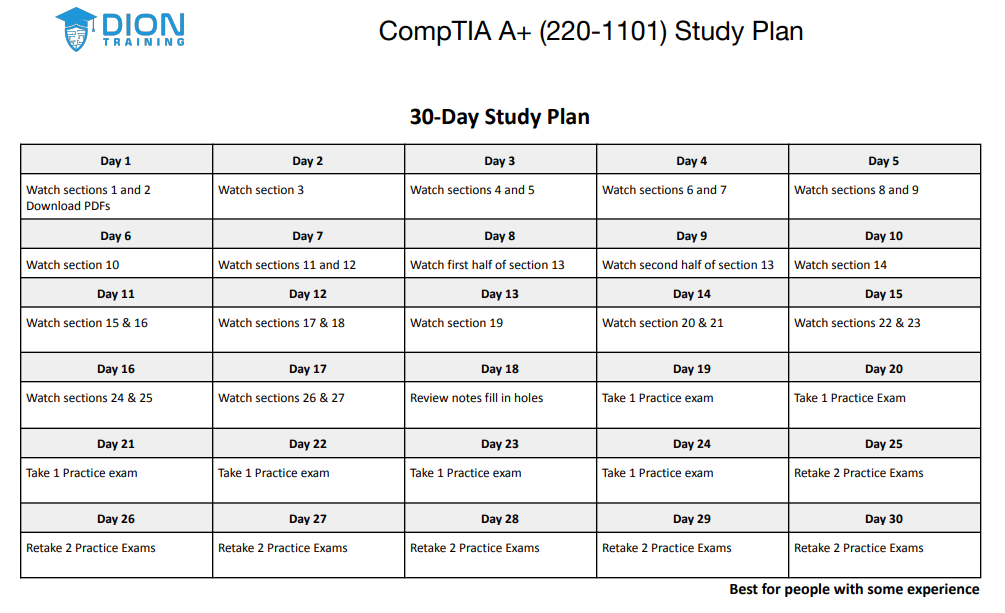 DION
TRAINING
CompTIA A+ (220-1101) Study Plan
30-Day Study Plan
Day 1 Day 2 Day 3 Day 4 Day 5
Watch sections 1 and 2 Watch section 3 Watch sections 4 and 5 Watch sections 6 and 7 Watch sections 8 and 9
Download PDFs
Day 6 Day 7 Day 8 Day 9 Day 10
Watch section 10 Watch sections 11 and 12 Watch first half of section 13 Watch second half of section 13 Watch section 14
Day 11 Day 12 Day 13 Day 14 Day 15
Watch section 15 & 16 Watch sections 17 & 18 Watch section 19 Watch section 20 & 21 Watch sections 22 & 23
Day 16 Day 17 Day 18 Day 19 Day 20
Watch sections 24 & 25 Watch sections 26 & 27 Review notes fill in holes Take 1 Practice exam Take 1 Practice Exam
Day 21 Day 22 Day 23 Day 24 Day 25
Take 1 Practice exam Take 1 Practice exam Take 1 Practice exam Take 1 Practice exam Retake 2 Practice Exams
Day 26 Day 27 Day 28 Day 29 Day 30
Retake 2 Practice Exams Retake 2 Practice Exams Retake 2 Practice Exams Retake 2 Practice Exams Retake 2 Practice Exams
Best for people with some experience